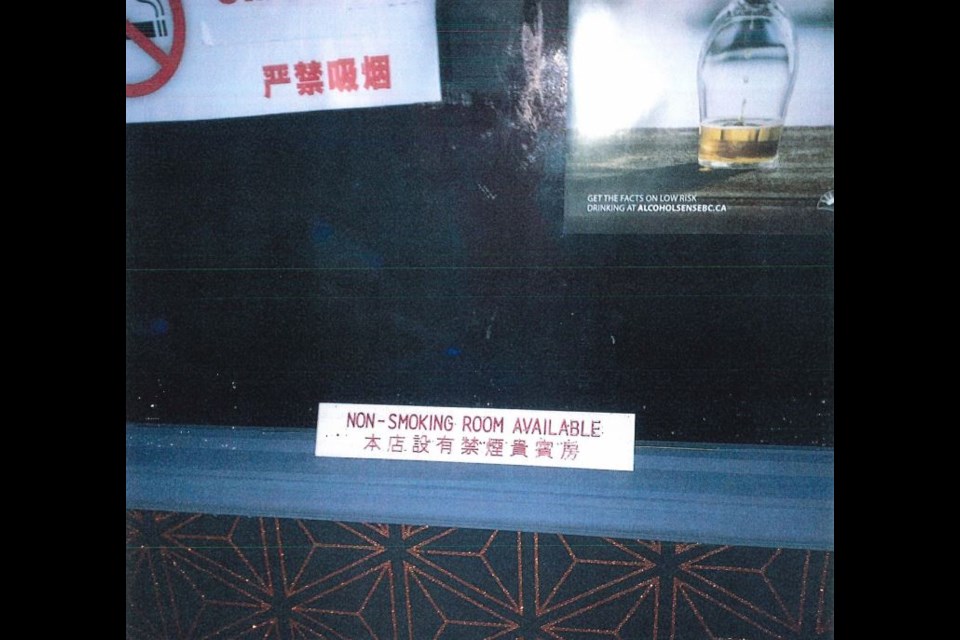 严禁吸烟
GET THE FACTS ON LOW RISK
DRINKING AT ALCOHOLSENSEBC.CA
NON-SMOKING ROOM AVAILABLE
本店設有禁煙貴賓房